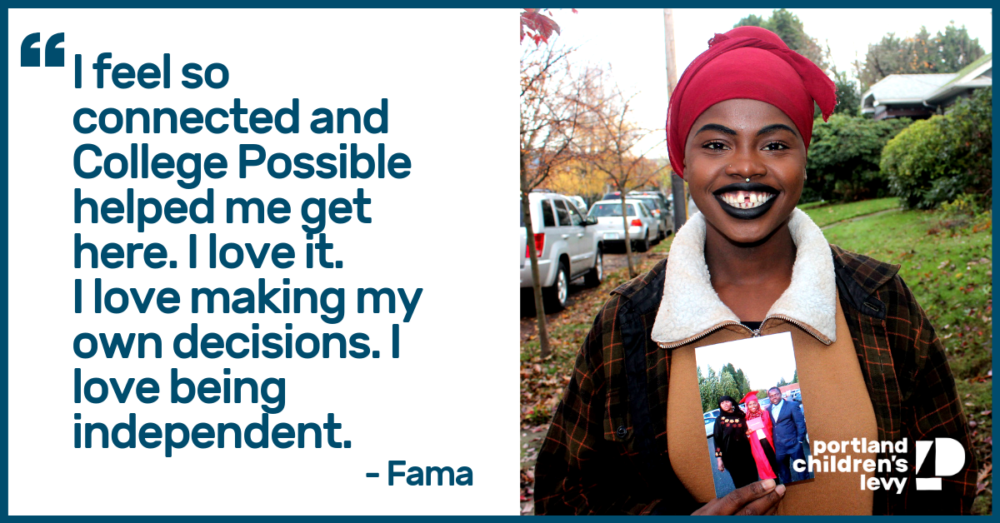 “
I feel so
connected and
College Possible
helped me get
here. I love it.
I love making my
own decisions. I
love being
independent.
- Fama
portland
children's
levy